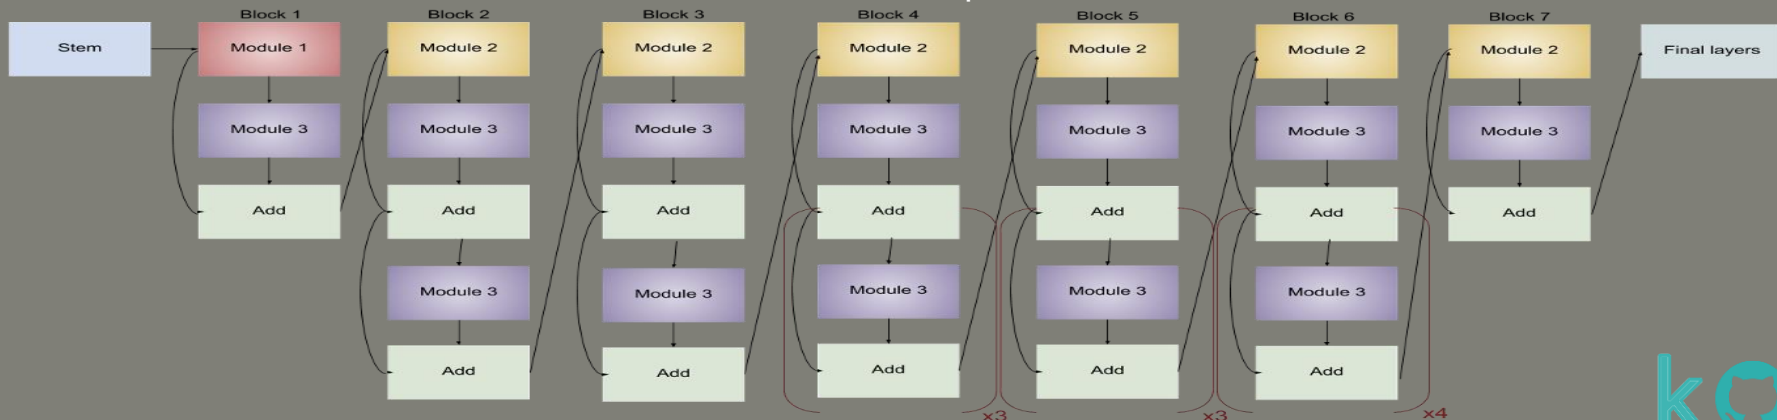 Block 1
Block 2
Block 3
Block 4
Block 5
Block 6
Block 7
Stem
Module 1
Module 2
Module 2
Module 2
Module 2
Module 2
Module 2
Final layers
Module 3
Module 3
Module 3
Module 3
Module 3
Module 3
Module 3
Add
Add
Add
Add
Add
Add
Add
Module 3
Module 3
Module 3
Module 3
Module 3
Add
Add
Add
Add
Add
x3
x3
x4
k